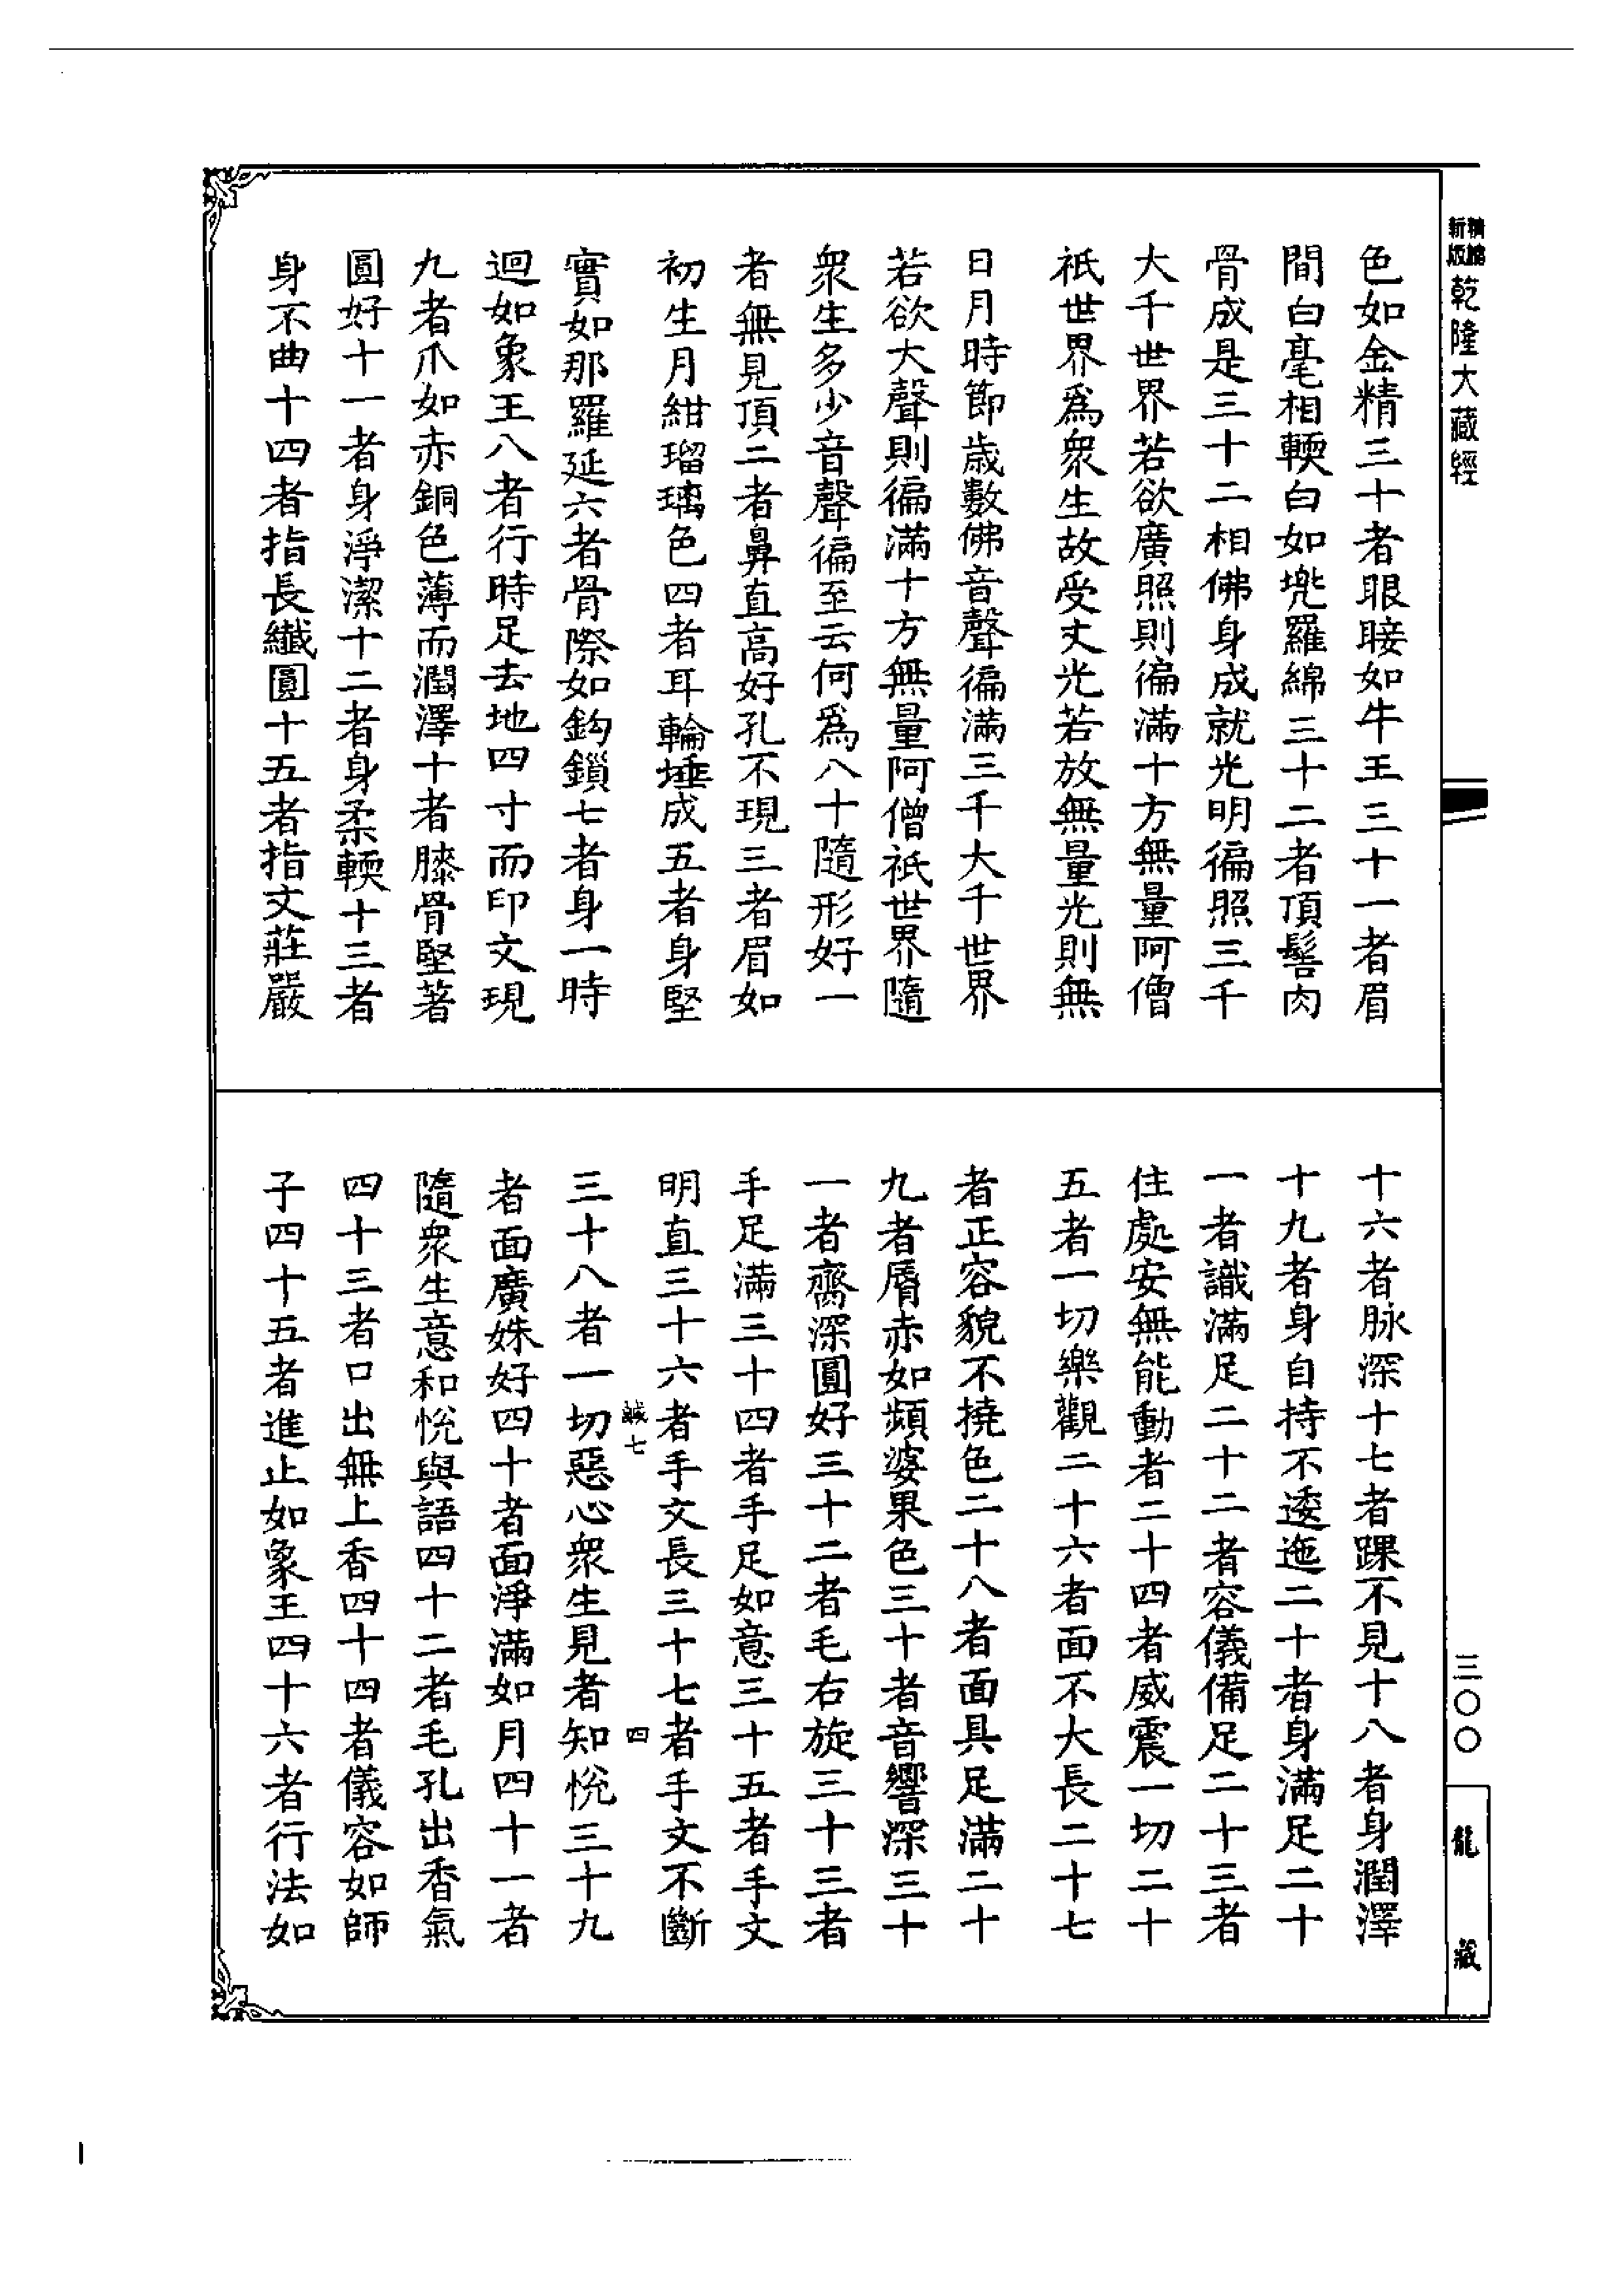 精縮
新版
乾隆大藏經
色如金精三十者眼睫如牛王三十一者眉
間白毫相輭白如兠羅綿三十二者頂髻肉
骨成是三十二相佛身成就光明徧照三千
大千世界若欲廣照則徧滿十方無量阿僧
祇世界爲衆生故受丈光若放無量光則無
日月時節歲數佛音聲徧滿三千大千世界
若欲大聲則徧滿十方無量阿僧祇世界隨
衆生多少音聲徧至云何爲八十隨形好一
者無見頂二者鼻直高好孔不現三者眉如
初生月紺瑠璃色四者耳輪埵成五者身堅
實如那羅延六者骨際如鈎鎖七者身一時
迴如象王八者行時足去地四寸而印文現
九者爪如赤銅色薄而潤澤十者膝骨堅著
圓好十一者身淨潔十二者身柔輭十三者
身不曲十四者指長纖圓十五者指文莊嚴
十六者脉深十七者踝不見十八者身潤澤
十九者身自持不逶迤二十者身滿足二十
一者識滿足二十二者容儀備足二十三者
住處安無能動者二十四者威震一切二十
五者一切樂觀二十六者面不大長二十七
者正容貌不撓色二十八者面具足滿二十
九者脣赤如頻婆果色三十者音響深三十
一者齎深圓好三十二者毛右旋三十三者
手足滿三十四者手足如意三十五者手文
明直三十六者手文長三十七者手文不斷
誠七
四
三十八者一切惡心衆生見者知悅三十九
者面廣姝好四十者面淨滿如月四十一者
隨衆生意和悅與語四十二者毛孔出香氣
四十三者口出無上香四十四者儀容如師
子四十五者進止如象王四十六者行法如
三〇〇
龍藏